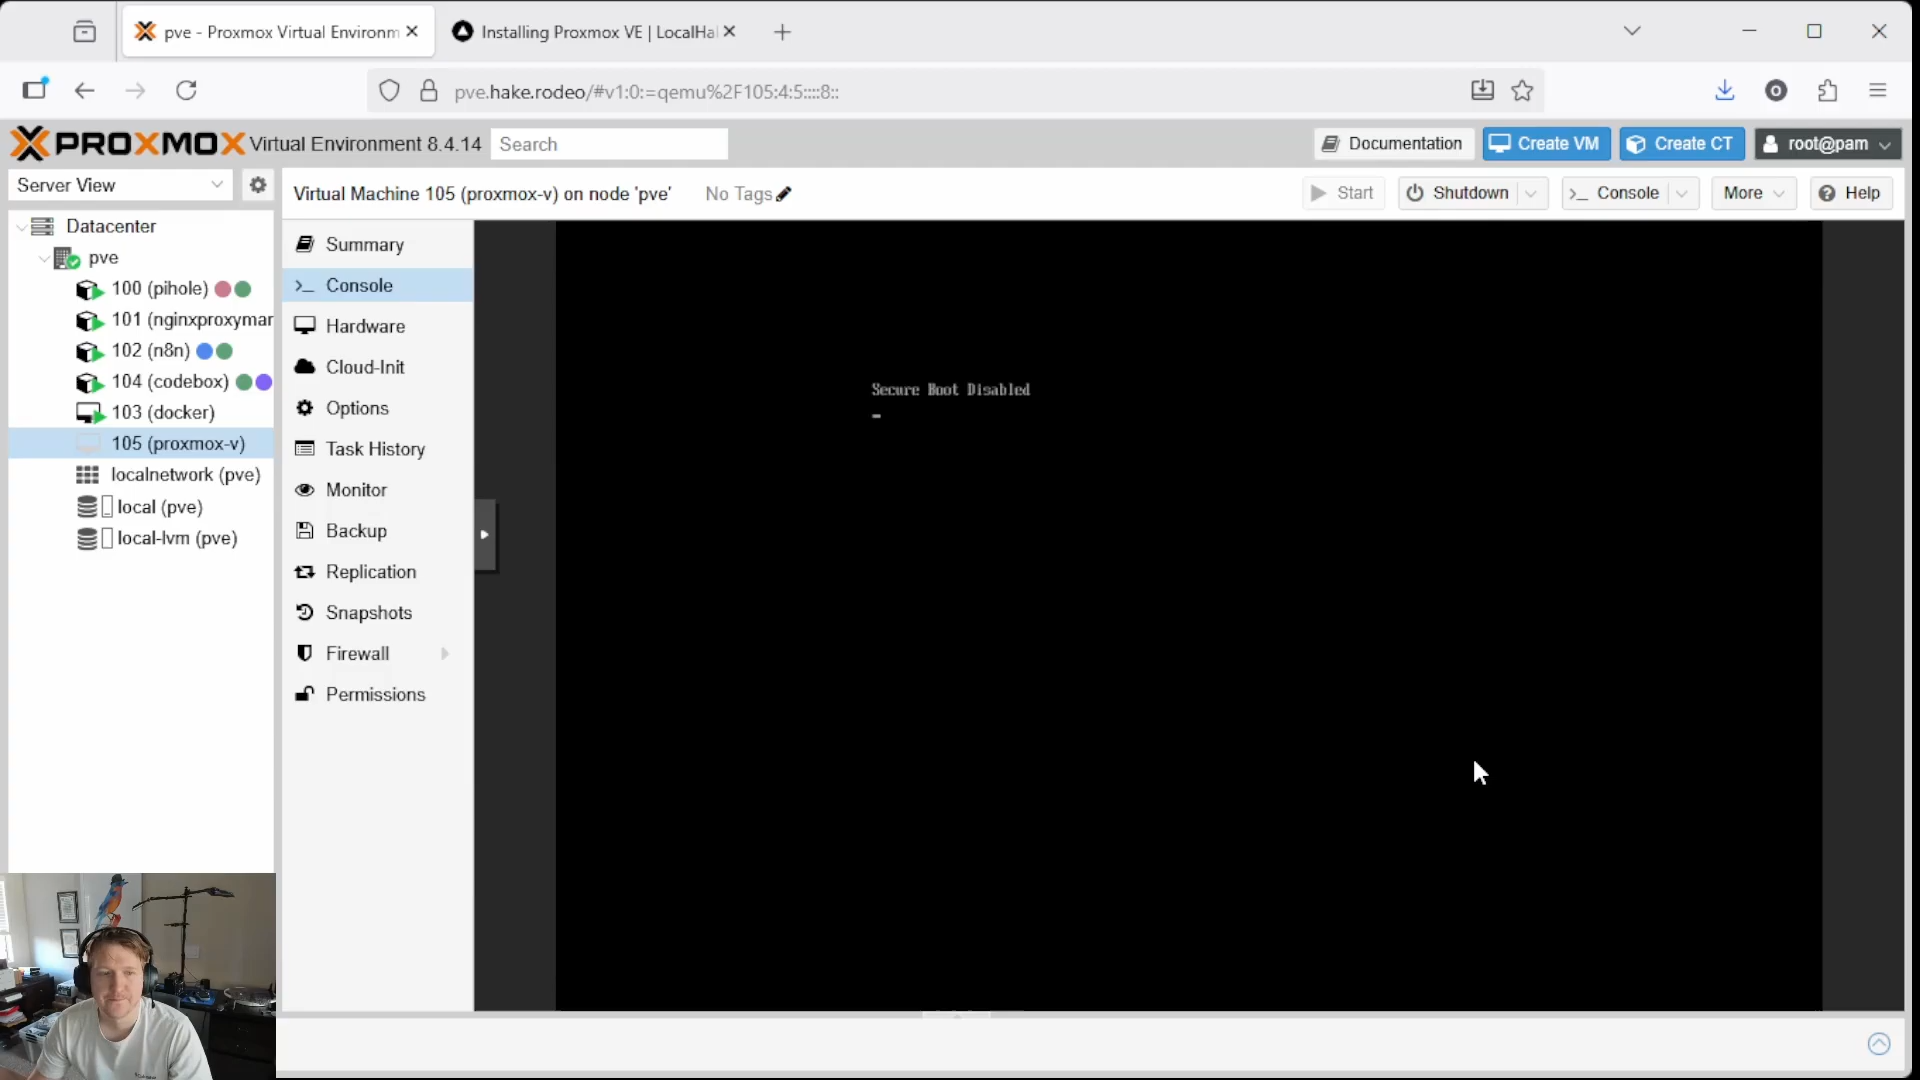 pve - Proxmox Virtual Environm
Installing Proxmox VE | LocalHa
pve.hake.rodeo/#v1:0:=qemu%2F105:4:5::::8::
PROXMOX Virtual Environment 8.4.14
Search
Documentation
Create VM
Create CT
root@pam
Server View
Virtual Machine 105 (proxmox-v) on node 'pve'
No Tags
Start
Shutdown
Console
More
Help
Datacenter
pve
100 (pihole)
101 (nginxproxymar
102 (n8n)
104 (codebox)
103 (docker)
105 (proxmox-v)
localnetwork (pve)
local (pve)
local-lvm (pve)
Summary
Console
Hardware
Cloud-Init
Options
Task History
Monitor
Backup
Replication
Snapshots
Firewall
Permissions
Secure Boot Disabled